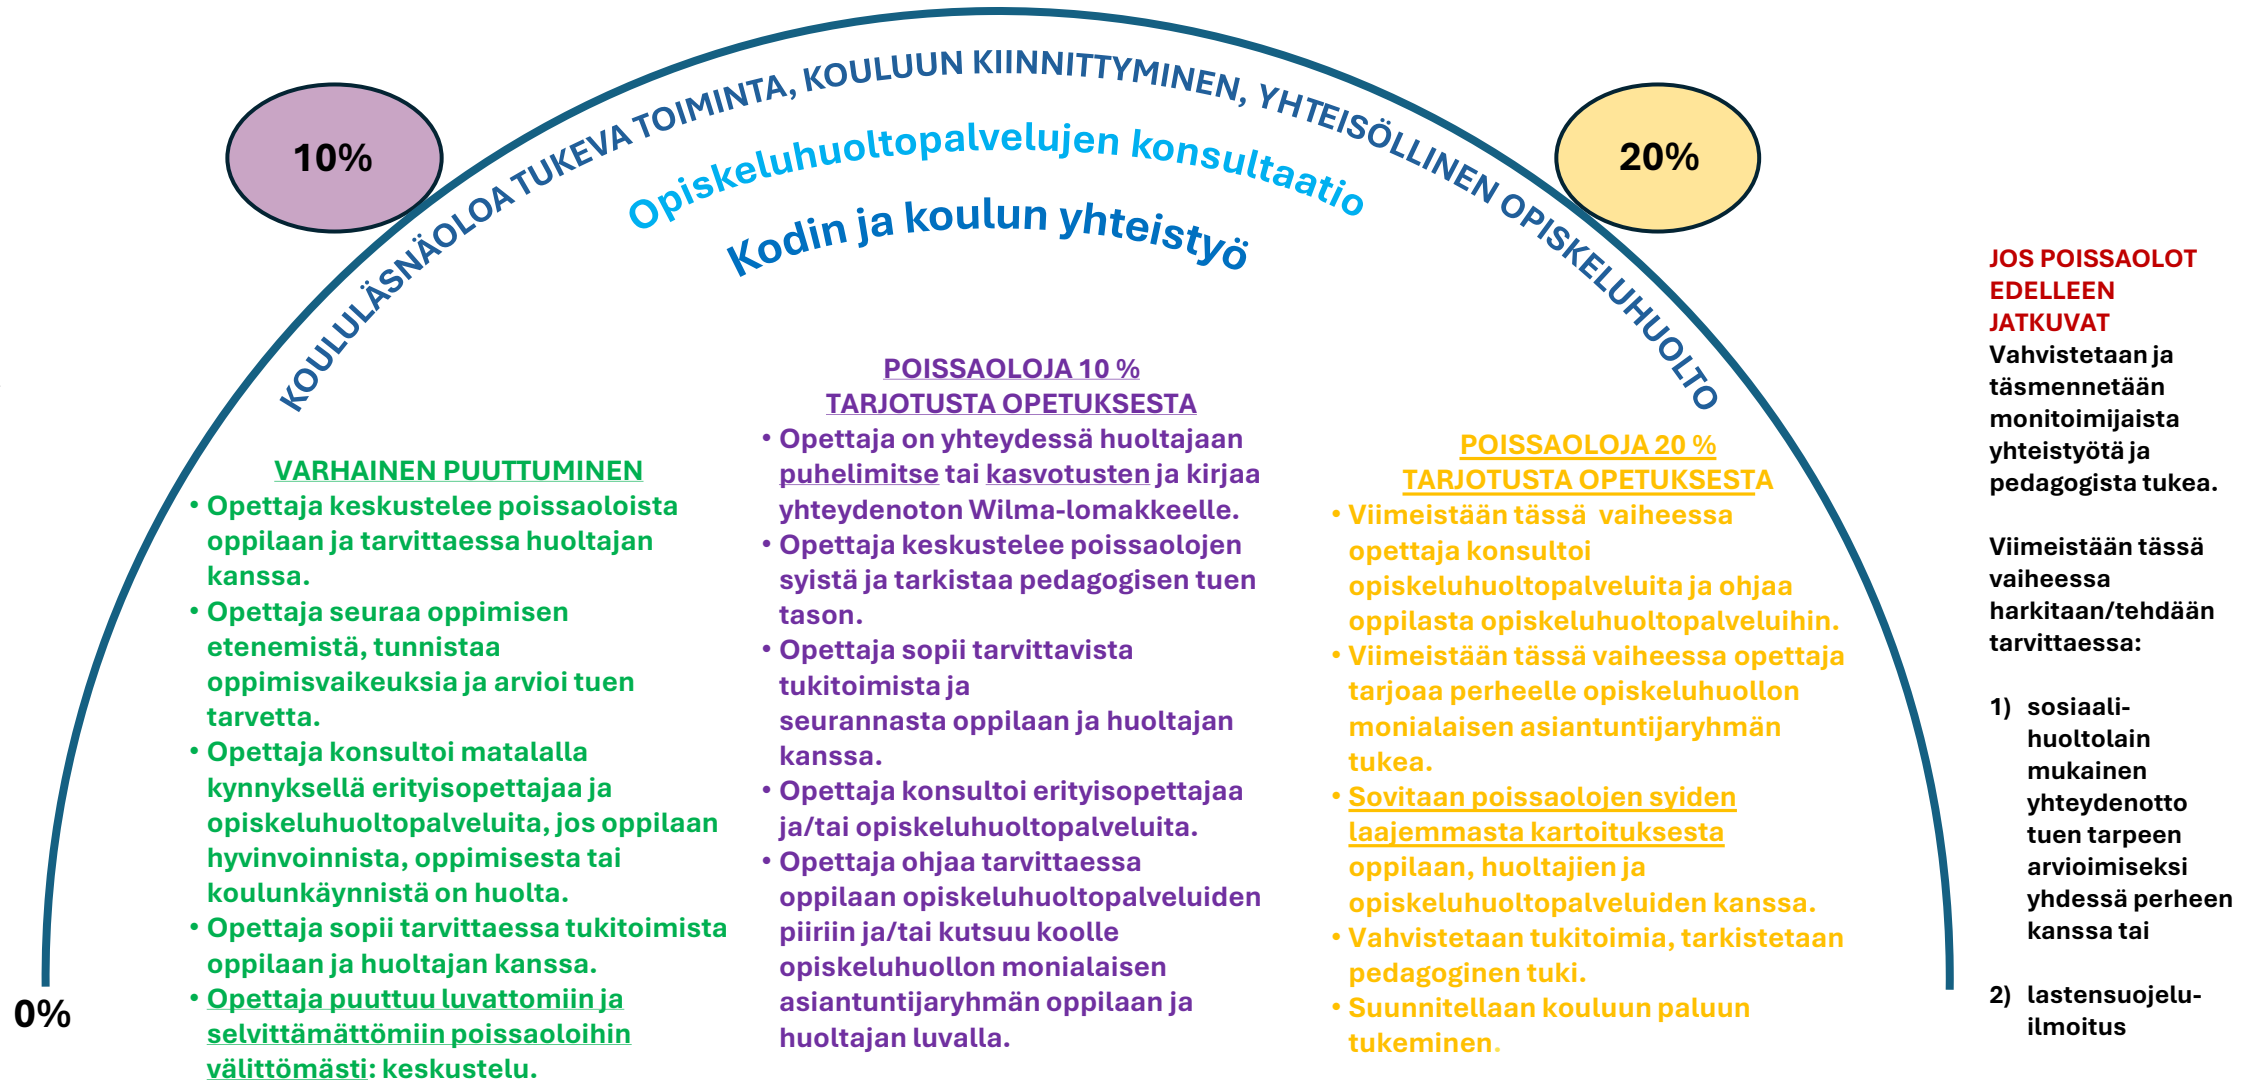 KOULULÄSNÄOLOA TUKEVA TOIMINTA, KOULUUN KIINNITTYMINEN, YHTEISÖLLINEN OPISKELUHUOLTO
Opiskeluhuoltopalvelujen konsultaatio
Kodin ja koulun yhteistyö
10%
20%
0%
VARHAINEN PUUTTUMINEN
• Opettaja keskustelee poissaoloista
oppilaan ja tarvittaessa huoltajan
kanssa.
• Opettaja seuraa oppimisen
etenemistä, tunnistaa
oppimisvaikeuksia ja arvioi tuen
tarvetta.
• Opettaja konsultoi matalalla
kynnyksellä erityisopettajaa ja
opiskeluhuoltopalveluita, jos oppilaan
hyvinvoinnista, oppimisesta tai
koulunkäynnistä on huolta.
• Opettaja sopii tarvittaessa tukitoimista
oppilaan ja huoltajan kanssa.
• Opettaja puuttuu luvattomiin ja
selvittämättömiin poissaoloihin
välittömästi: keskustelu.
POISSAOLOJA 10 %
TARJOTUSTA OPETUKSESTA
• Opettaja on yhteydessä huoltajaan
puhelimitse tai kasvotusten ja kirjaa
yhteydenoton Wilma-lomakkeelle.
• Opettaja keskustelee poissaolojen
syistä ja tarkistaa pedagogisen tuen
tason.
• Opettaja sopii tarvittavista
tukitoimista ja
seurannasta oppilaan ja huoltajan
kanssa.
• Opettaja konsultoi erityisopettajaa
ja/tai opiskeluhuoltopalveluita.
• Opettaja ohjaa tarvittaessa
oppilaan opiskeluhuoltopalveluiden
piiriin ja/tai kutsuu koolle
opiskeluhuollon monialaisen
asiantuntijaryhmän oppilaan ja
huoltajan luvalla.
POISSAOLOJA 20 %
TARJOTUSTA OPETUKSESTA
• Viimeistään tässä vaiheessa
opettaja konsultoi
opiskeluhuoltopalveluita ja ohjaa
oppilasta opiskeluhuoltopalveluihin.
• Viimeistään tässä vaiheessa opettaja
tarjoaa perheelle opiskeluhuollon
monialaisen asiantuntijaryhmän
tukea.
• Sovitaan poissaolojen syiden
laajemmasta kartoituksesta
oppilaan, huoltajien ja
opiskeluhuoltopalveluiden kanssa.
• Vahvistetaan tukitoimia, tarkistetaan
pedagoginen tuki.
• Suunnitellaan kouluun paluun
tukeminen.
JOS POISSAOLOT
EDELLEEN
JATKUVAT
Vahvistetaan ja
täsmennetään
monitoimijaista
yhteistyötä ja
pedagogista tukea.
Viimeistään tässä
vaiheessa
harkitaan/tehdään
tarvittaessa:
1) sosiaali-
huoltolain
mukainen
yhteydenotto
tuen tarpeen
arvioimiseksi
yhdessä perheen
kanssa tai
2) lastensuojelu-
ilmoitus